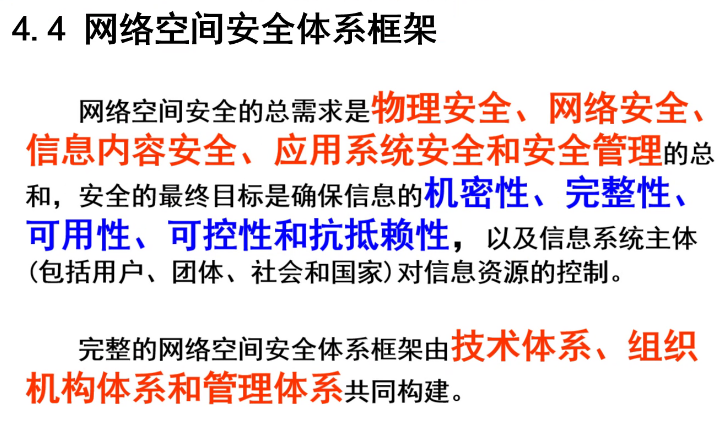 4.4 网络空间安全体系框架
网络空间安全的总需求是物理安全、网络安全、
信息内容安全、应用系统安全和安全管理的总
和，安全的最终目标是确保信息的机密性、完整性、
可用性、可控性和抗抵赖性，以及信息系统主体
(包括用户、团体、社会和国家)对信息资源的控制。
完整的网络空间安全体系框架由技术体系、组织
机构体系和管理体系共同构建。